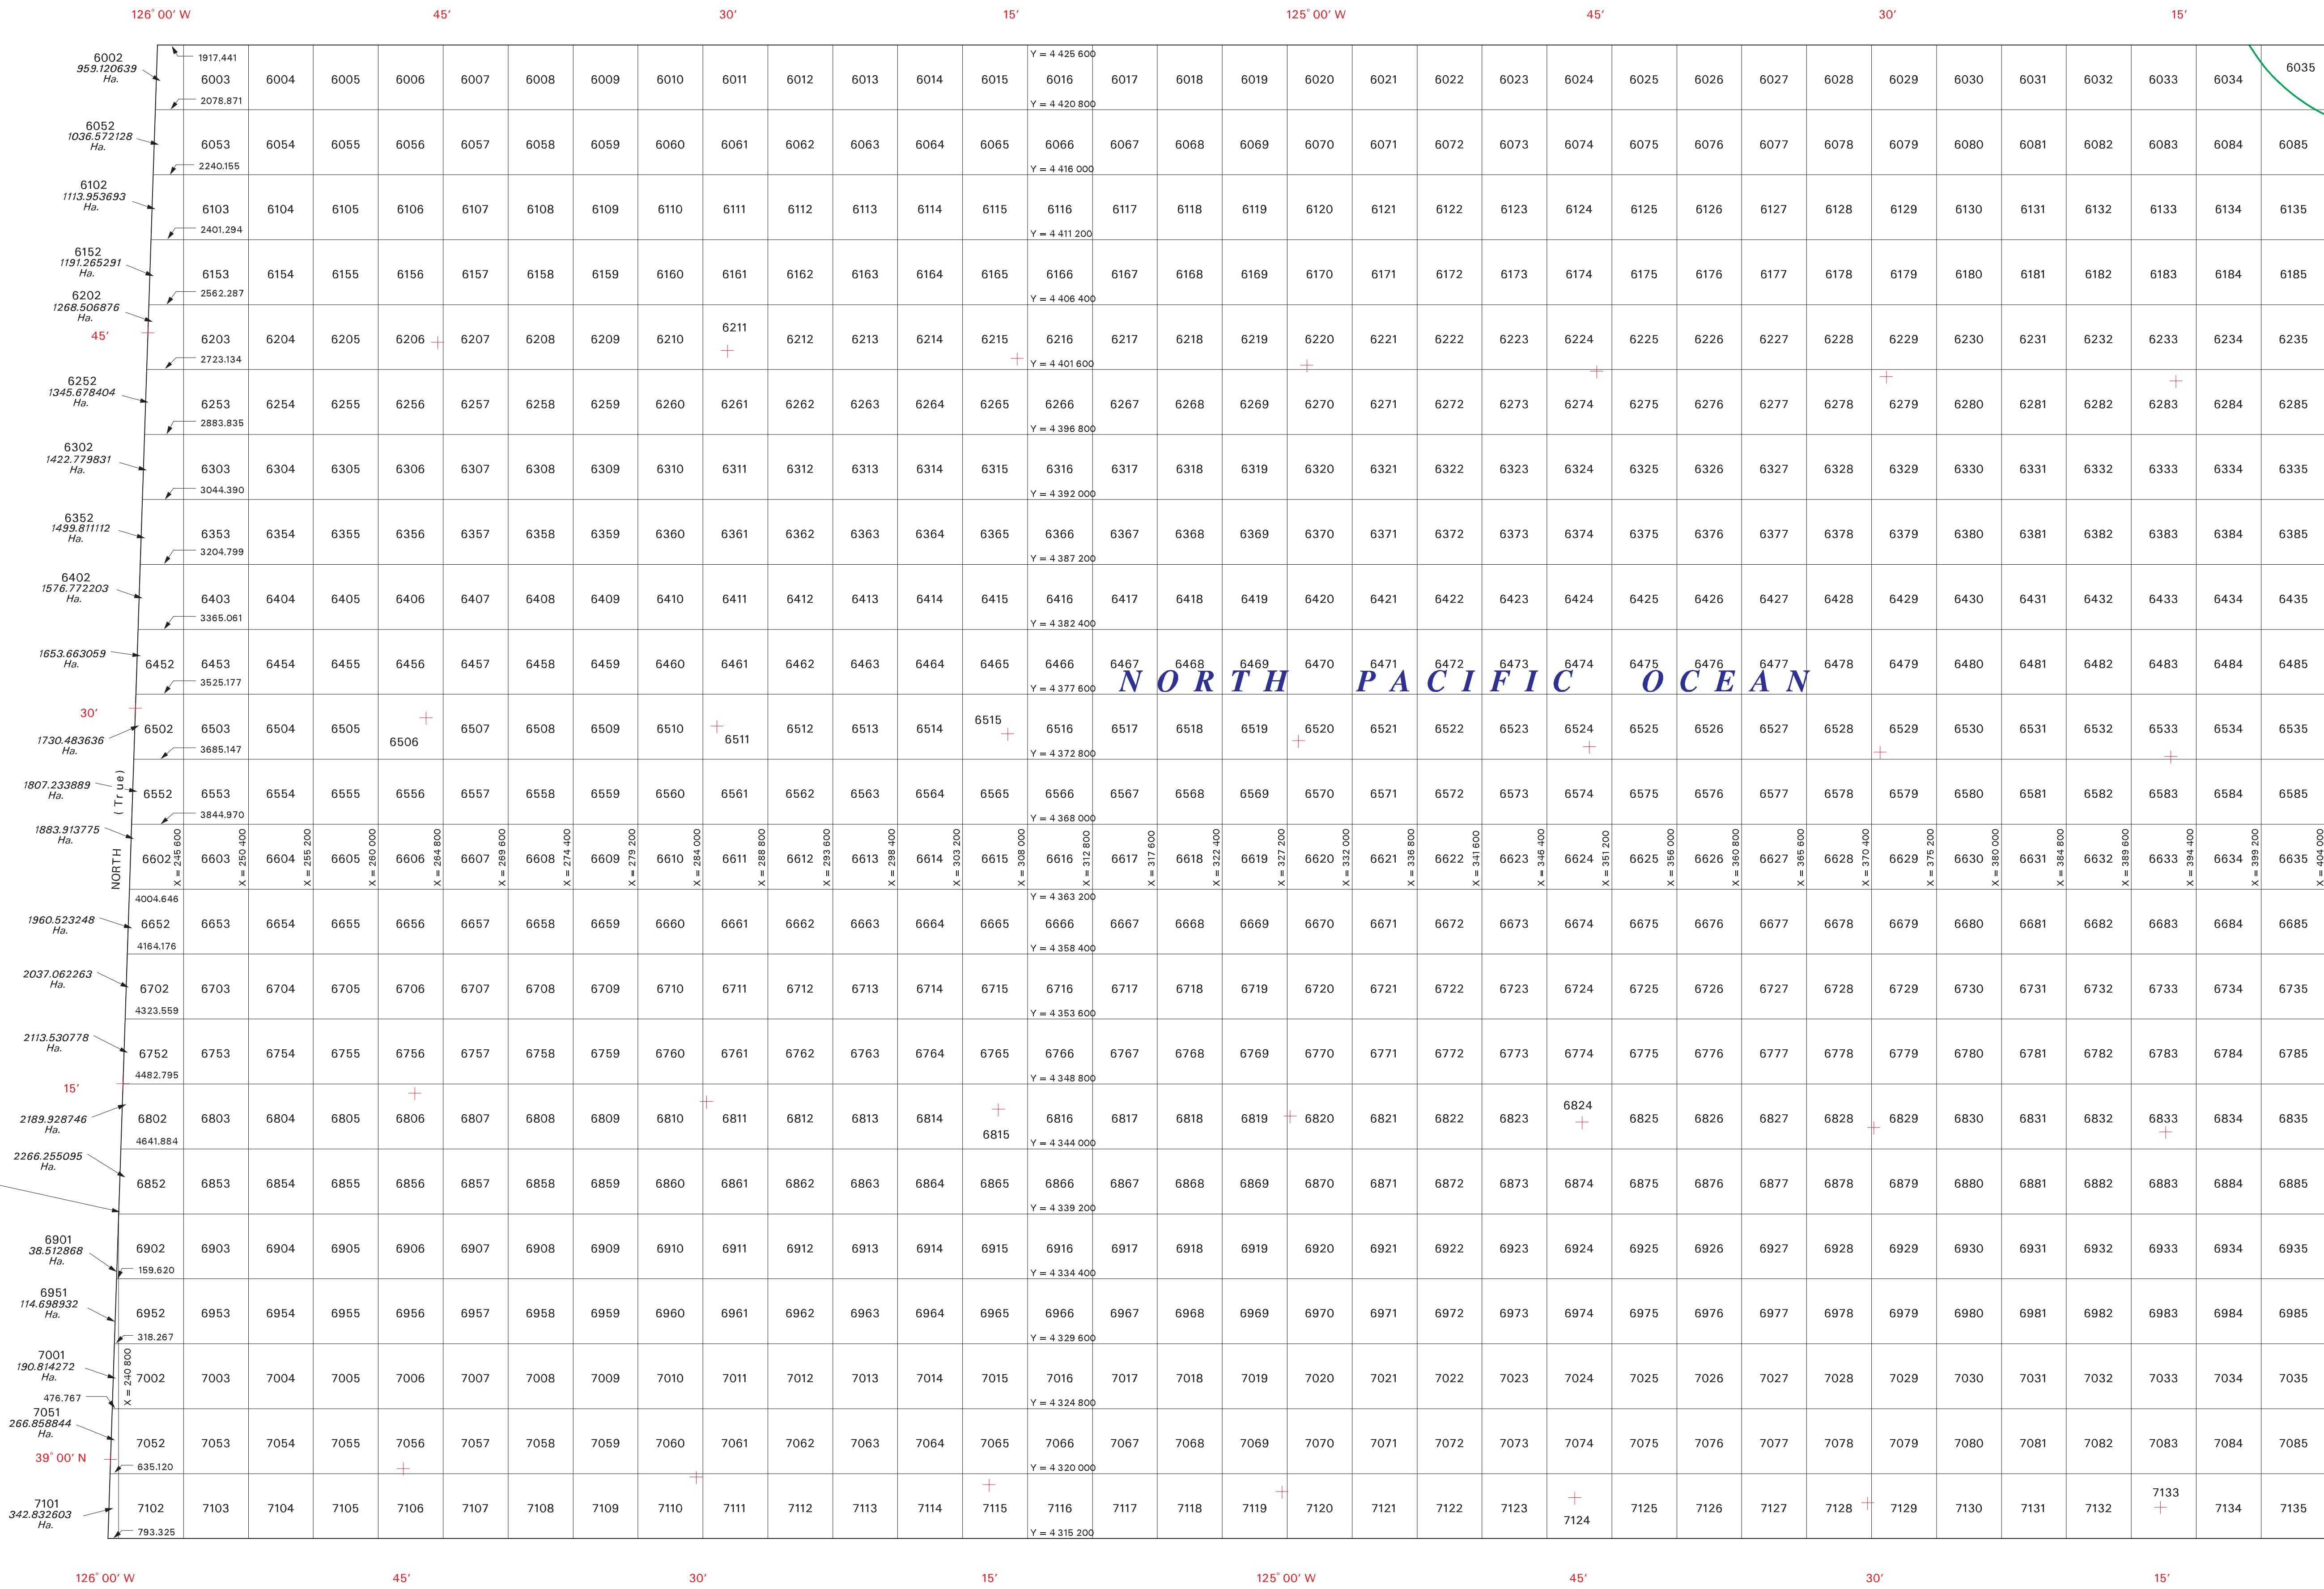 126° 00′ W 45′ 30′ 15′ 125° 00′ W 45′ 30′ 15′
6002
959.120639
Ha.
1917.441 Y = 4 425 600
6003 6004 6005 6006 6007 6008 6009 6010 6011 6012 6013 6014 6015 6016 6017 6018 6019 6020 6021 6022 6023 6024 6025 6026 6027 6028 6029 6030 6031 6032 6033 6034 6035
2078.871 Y = 4 420 800
6052
1036.572128
Ha.
6053 6054 6055 6056 6057 6058 6059 6060 6061 6062 6063 6064 6065 6066 6067 6068 6069 6070 6071 6072 6073 6074 6075 6076 6077 6078 6079 6080 6081 6082 6083 6084 6085
2240.155 Y = 4 416 000
6102
1113.953693
Ha.
6103 6104 6105 6106 6107 6108 6109 6110 6111 6112 6113 6114 6115 6116 6117 6118 6119 6120 6121 6122 6123 6124 6125 6126 6127 6128 6129 6130 6131 6132 6133 6134 6135
2401.294 Y = 4 411 200
6152
1191.265291
Ha.
6153 6154 6155 6156 6157 6158 6159 6160 6161 6162 6163 6164 6165 6166 6167 6168 6169 6170 6171 6172 6173 6174 6175 6176 6177 6178 6179 6180 6181 6182 6183 6184 6185
2562.287 Y = 4 406 400
6202
1268.506876
Ha.
45′
6203 6204 6205 6206 6207 6208 6209 6210 6211 6212 6213 6214 6215 6216 6217 6218 6219 6220 6221 6222 6223 6224 6225 6226 6227 6228 6229 6230 6231 6232 6233 6234 6235
2723.134 Y = 4 401 600
6252
1345.678404
Ha.
6253 6254 6255 6256 6257 6258 6259 6260 6261 6262 6263 6264 6265 6266 6267 6268 6269 6270 6271 6272 6273 6274 6275 6276 6277 6278 6279 6280 6281 6282 6283 6284 6285
2883.835 Y = 4 396 800
6302
1422.779831
Ha.
6303 6304 6305 6306 6307 6308 6309 6310 6311 6312 6313 6314 6315 6316 6317 6318 6319 6320 6321 6322 6323 6324 6325 6326 6327 6328 6329 6330 6331 6332 6333 6334 6335
3044.390 Y = 4 392 000
6352
1499.811112
Ha.
6353 6354 6355 6356 6357 6358 6359 6360 6361 6362 6363 6364 6365 6366 6367 6368 6369 6370 6371 6372 6373 6374 6375 6376 6377 6378 6379 6380 6381 6382 6383 6384 6385
3204.799 Y = 4 387 200
6402
1576.772203
Ha.
6403 6404 6405 6406 6407 6408 6409 6410 6411 6412 6413 6414 6415 6416 6417 6418 6419 6420 6421 6422 6423 6424 6425 6426 6427 6428 6429 6430 6431 6432 6433 6434 6435
3365.061 Y = 4 382 400
1653.663059
Ha.
6452 6453 6454 6455 6456 6457 6458 6459 6460 6461 6462 6463 6464 6465 6466 6467 6468 6469 6470 6471 6472 6473 6474 6475 6476 6477 6478 6479 6480 6481 6482 6483 6484 6485
NORTH PACIFIC OCEAN
3525.177 Y = 4 377 600
30′
6502 6503 6504 6505 6506 6507 6508 6509 6510 6511 6512 6513 6514 6515 6516 6517 6518 6519 6520 6521 6522 6523 6524 6525 6526 6527 6528 6529 6530 6531 6532 6533 6534 6535
1730.483636
Ha.
3685.147 Y = 4 372 800
1807.233889
Ha.
6552 6553 6554 6555 6556 6557 6558 6559 6560 6561 6562 6563 6564 6565 6566 6567 6568 6569 6570 6571 6572 6573 6574 6575 6576 6577 6578 6579 6580 6581 6582 6583 6584 6585
3844.970 Y = 4 368 000
NORTH (True)
1883.913775
Ha.
6602 6603 6604 6605 6606 6607 6608 6609 6610 6611 6612 6613 6614 6615 6616 6617 6618 6619 6620 6621 6622 6623 6624 6625 6626 6627 6628 6629 6630 6631 6632 6633 6634 6635
X = 245 600 X = 250 400 X = 255 200 X = 260 000 X = 264 800 X = 269 600 X = 274 400 X = 279 200 X = 284 000 X = 288 800 X = 293 600 X = 298 400 X = 303 200 X = 308 000 X = 312 800 X = 317 600 X = 322 400 X = 327 200 X = 332 000 X = 336 800 X = 341 600 X = 346 400 X = 351 200 X = 356 000 X = 360 800 X = 365 600 X = 370 400 X = 375 200 X = 380 000 X = 384 800 X = 389 600 X = 394 400 X = 399 200 X = 404 000
4004.646 Y = 4 363 200
1960.523248
Ha.
6652 6653 6654 6655 6656 6657 6658 6659 6660 6661 6662 6663 6664 6665 6666 6667 6668 6669 6670 6671 6672 6673 6674 6675 6676 6677 6678 6679 6680 6681 6682 6683 6684 6685
4164.176 Y = 4 358 400
2037.062263
Ha.
6702 6703 6704 6705 6706 6707 6708 6709 6710 6711 6712 6713 6714 6715 6716 6717 6718 6719 6720 6721 6722 6723 6724 6725 6726 6727 6728 6729 6730 6731 6732 6733 6734 6735
4323.559 Y = 4 353 600
2113.530778
Ha.
6752 6753 6754 6755 6756 6757 6758 6759 6760 6761 6762 6763 6764 6765 6766 6767 6768 6769 6770 6771 6772 6773 6774 6775 6776 6777 6778 6779 6780 6781 6782 6783 6784 6785
4482.795 Y = 4 348 800
15′
2189.928746
Ha.
6802 6803 6804 6805 6806 6807 6808 6809 6810 6811 6812 6813 6814 6815 6816 6817 6818 6819 6820 6821 6822 6823 6824 6825 6826 6827 6828 6829 6830 6831 6832 6833 6834 6835
4641.884 Y = 4 344 000
2266.255095
Ha.
6852 6853 6854 6855 6856 6857 6858 6859 6860 6861 6862 6863 6864 6865 6866 6867 6868 6869 6870 6871 6872 6873 6874 6875 6876 6877 6878 6879 6880 6881 6882 6883 6884 6885
Y = 4 339 200
6901
38.512868
Ha.
6902 6903 6904 6905 6906 6907 6908 6909 6910 6911 6912 6913 6914 6915 6916 6917 6918 6919 6920 6921 6922 6923 6924 6925 6926 6927 6928 6929 6930 6931 6932 6933 6934 6935
159.620 Y = 4 334 400
6951
114.698932
Ha.
6952 6953 6954 6955 6956 6957 6958 6959 6960 6961 6962 6963 6964 6965 6966 6967 6968 6969 6970 6971 6972 6973 6974 6975 6976 6977 6978 6979 6980 6981 6982 6983 6984 6985
318.267 Y = 4 329 600
7001
190.814272
Ha.
X = 240 800
7002 7003 7004 7005 7006 7007 7008 7009 7010 7011 7012 7013 7014 7015 7016 7017 7018 7019 7020 7021 7022 7023 7024 7025 7026 7027 7028 7029 7030 7031 7032 7033 7034 7035
476.767 Y = 4 324 800
7051
266.858844
Ha.
7052 7053 7054 7055 7056 7057 7058 7059 7060 7061 7062 7063 7064 7065 7066 7067 7068 7069 7070 7071 7072 7073 7074 7075 7076 7077 7078 7079 7080 7081 7082 7083 7084 7085
39° 00′ N
635.120 Y = 4 320 000
7101
342.832603
Ha.
7102 7103 7104 7105 7106 7107 7108 7109 7110 7111 7112 7113 7114 7115 7116 7117 7118 7119 7120 7121 7122 7123 7124 7125 7126 7127 7128 7129 7130 7131 7132 7133 7134 7135
793.325 Y = 4 315 200
126° 00′ W 45′ 30′ 15′ 125° 00′ W 45′ 30′ 15′